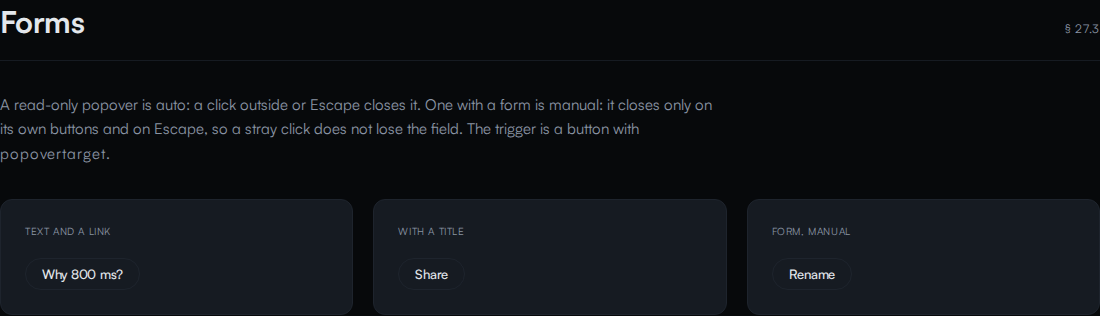 Forms
§ 27.3
A read-only popover is auto: a click outside or Escape closes it. One with a form is manual: it closes only on
its own buttons and on Escape, so a stray click does not lose the field. The trigger is a button with
popovertarget.
TEXT AND A LINK
Why 800 ms?
WITH A TITLE
Share
FORM, MANUAL
Rename